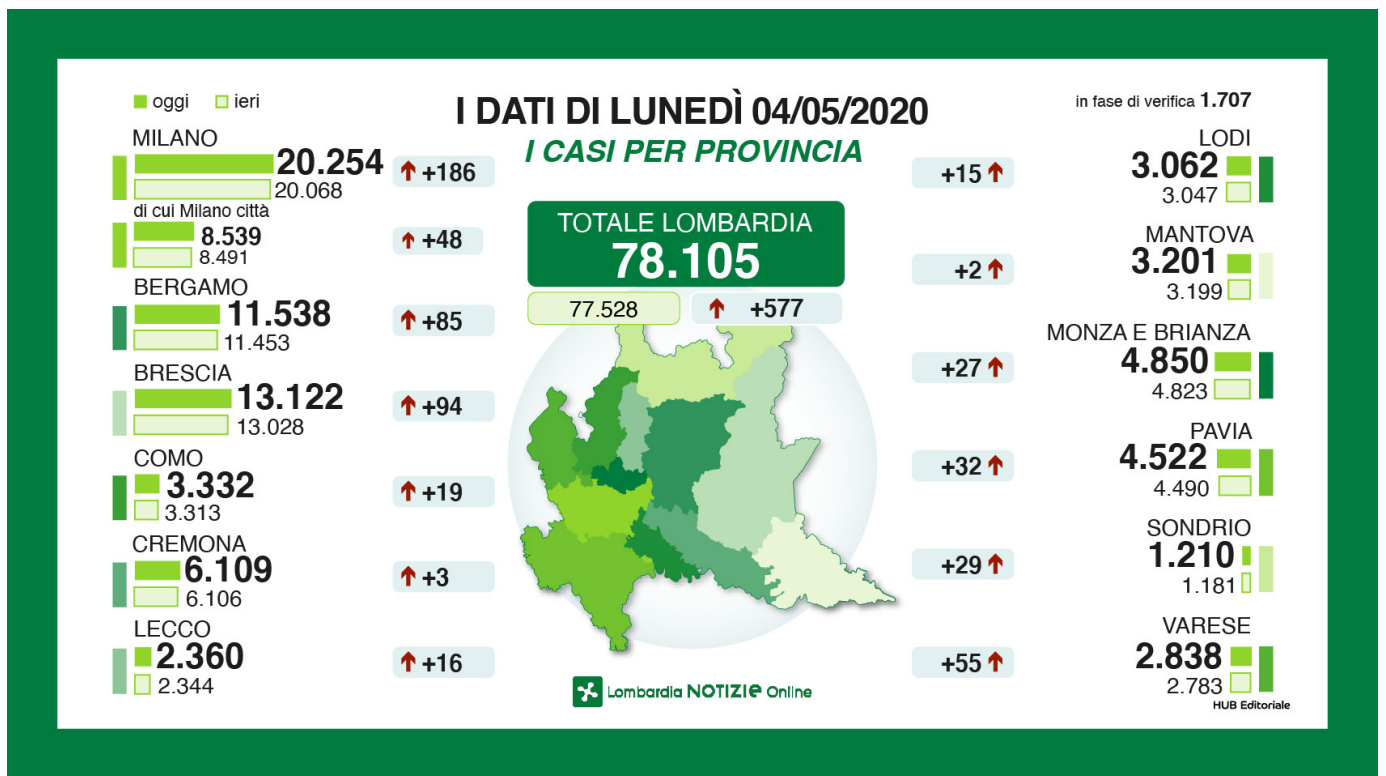 oggi ieri
I DATI DI LUNEDÌ 04/05/2020
I CASI PER PROVINCIA
in fase di verifica 1.707
TOTALE LOMBARDIA
78.105
77.528 +577
MILANO
20.254
20.068
+186
di cui Milano città
8.539
8.491
+48
BERGAMO
11.538
11.453
+85
BRESCIA
13.122
13.028
+94
COMO
3.332
3.313
+19
CREMONA
6.109
6.106
+3
LECCO
2.360
2.344
+16
LODI
3.062
3.047
+15
MANTOVA
3.201
3.199
+2
MONZA E BRIANZA
4.850
4.823
+27
PAVIA
4.522
4.490
+32
SONDRIO
1.210
1.181
+29
VARESE
2.838
2.783
+55
Lombardia NOTIZIe Online
HUB Editoriale